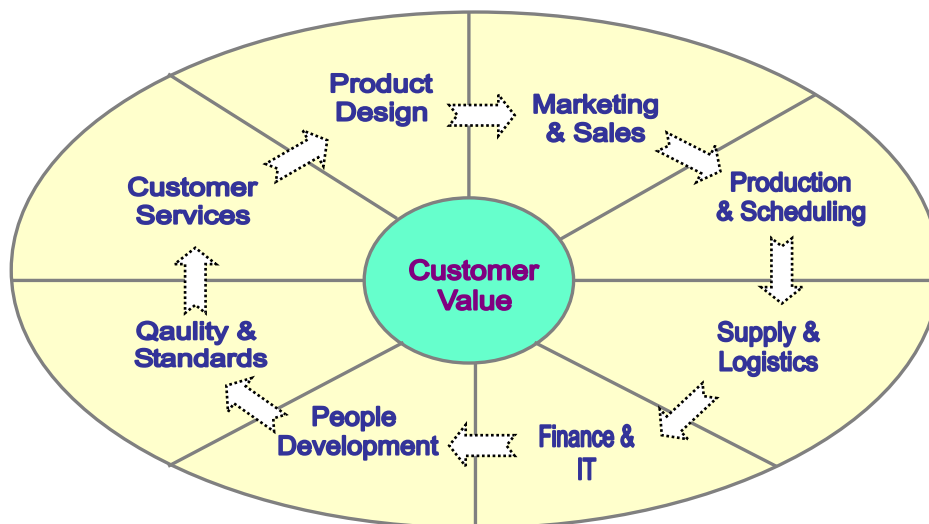 Product
Design
Marketing
& Sales
Production
& Scheduling
Supply &
Logistics
Finance &
IT
People
Development
Qaulity &
Standards
Customer
Services
Customer
Value